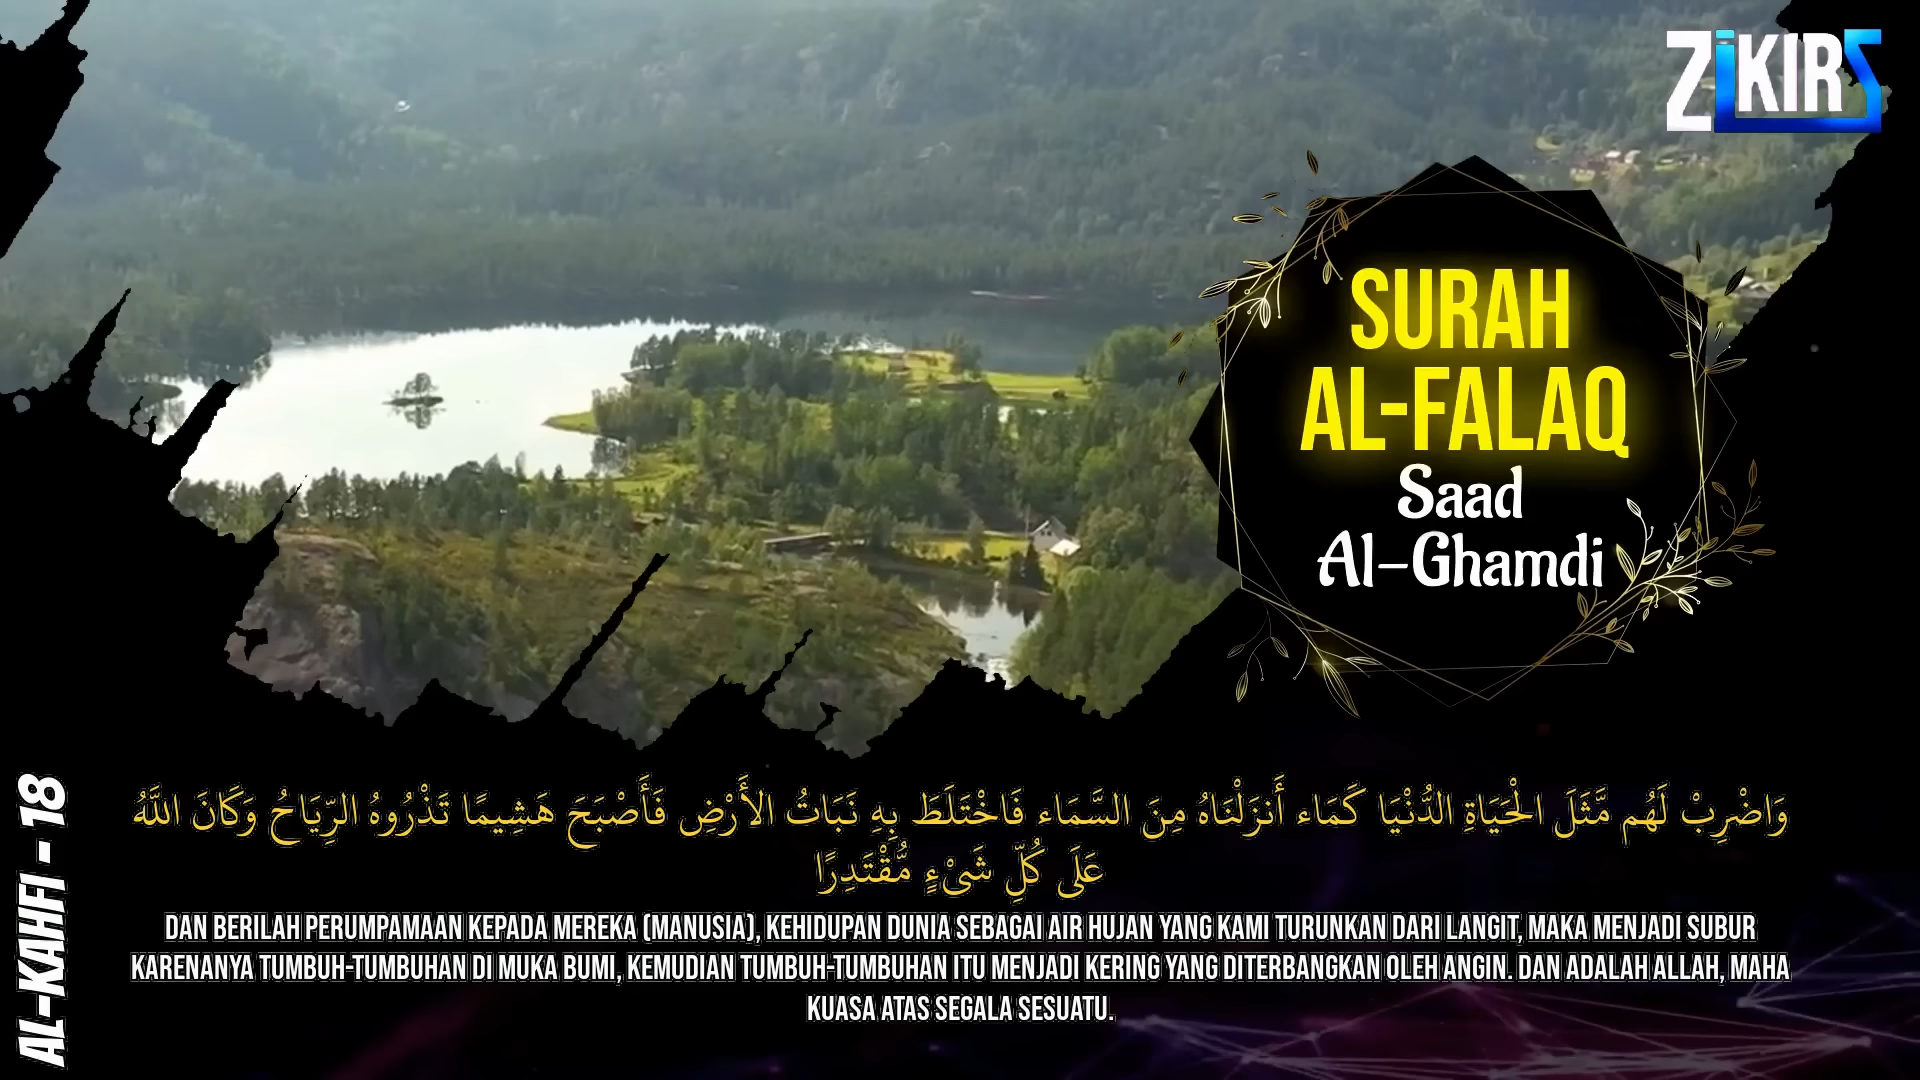 ZiKIRS
SURAH
AL-FALAQ
Saad
Al-Ghamdi
وَاضْرِبْ لَهُم مَّثَلَ الْحَيَاةِ الدُّنْيَا كَمَاء أَنزَلْنَاهُ مِنَ السَّمَاء فَاخْتَلَطَ بِهِ نَبَاتُ الأَرْضِ فَأَصْبَحَ هَشِيمًا تَذْرُوهُ الرِّيَاحُ وَكَانَ اللَّهُ
عَلَى كُلِّ شَيْءٍ مُّقْتَدِرًا
DAN BERILAH PERUMPAMAAN KEPADA MEREKA (MANUSIA), KEHIDUPAN DUNIA SEBAGAI AIR HUJAN YANG KAMI TURUNKAN DARI LANGIT, MAKA MENJADI SUBUR
KARENANYA TUMBUH-TUMBUHAN DI MUKA BUMI, KEMUDIAN TUMBUH-TUMBUHAN ITU MENJADI KERING YANG DITERBANGKAN OLEH ANGIN. DAN ADALAH ALLAH, MAHA
KUASA ATAS SEGALA SESUATU.
AL-KAHFI - 18